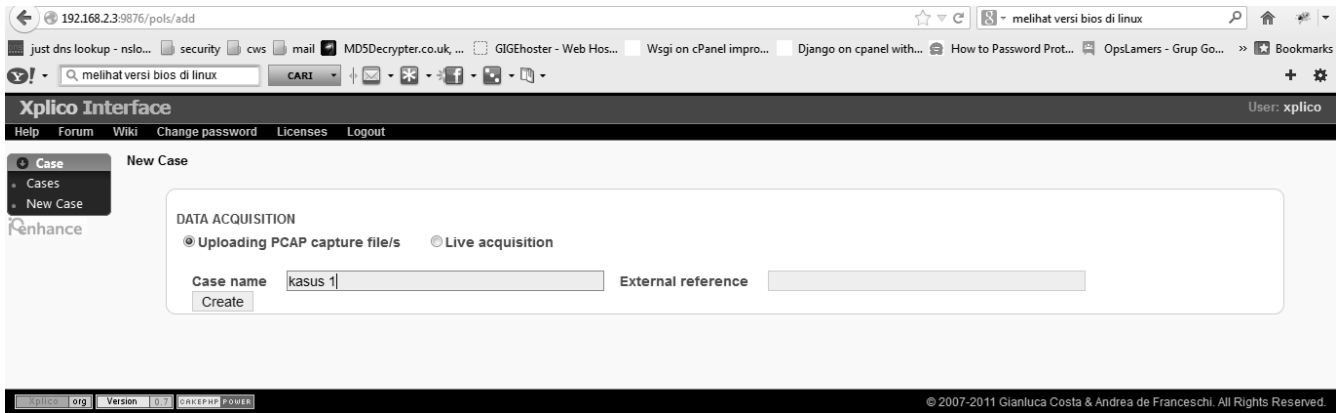 192.168.2.3:9876/pols/add melihat versi bios di linux
just dns lookup - nslo... security cws mail MD5Decrypter.co.uk, ... GIGEhoster - Web Hos... Wsgi on cPanel impro... Django on cpanel with... How to Password Prot... OpsLamers - Grup Go... » Bookmarks
Y! melihat versi bios di linux CARI
Xplico Interface User: xplico
Help Forum Wiki Change password Licenses Logout
Case New Case
Cases
New Case
DATA ACQUISITION
Uploading PCAP capture file/s Live acquisition
Case name kasus 1 External reference
Create
Xplico org Version 0.7 CAKEPHP POWER © 2007-2011 Gianluca Costa & Andrea de Franceschi. All Rights Reserved.